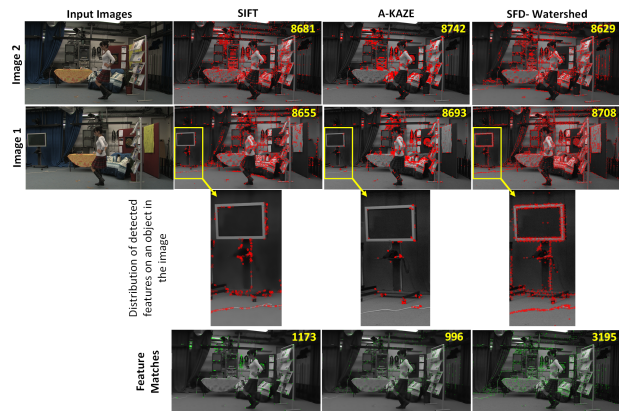 Input Images SIFT A-KAZE SFD- Watershed
Image 2
8681 8742 8629
Image 1
8655 8693 8708
Distribution of detected
features on an object in
the image
Feature
Matches
1173 996 3195